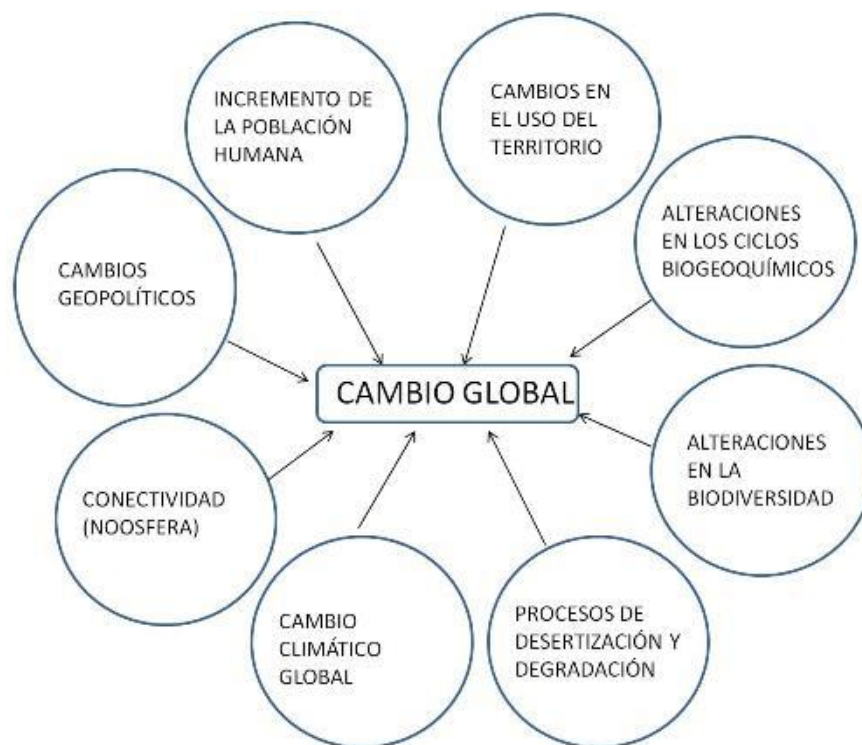 INCREMENTO DE
LA POBLACIÓN
HUMANA
CAMBIOS EN
EL USO DEL
TERRITORIO
ALTERACIONES
EN LOS CICLOS
BIOGEOQUÍMICOS
CAMBIOS
GEOPOLÍTICOS
CAMBIO GLOBAL
ALTERACIONES
EN LA
BIODIVERSIDAD
CONECTIVIDAD
(NOOSFERA)
CAMBIO
CLIMÁTICO
GLOBAL
PROCESOS DE
DESERTIZACIÓN Y
DEGRADACIÓN